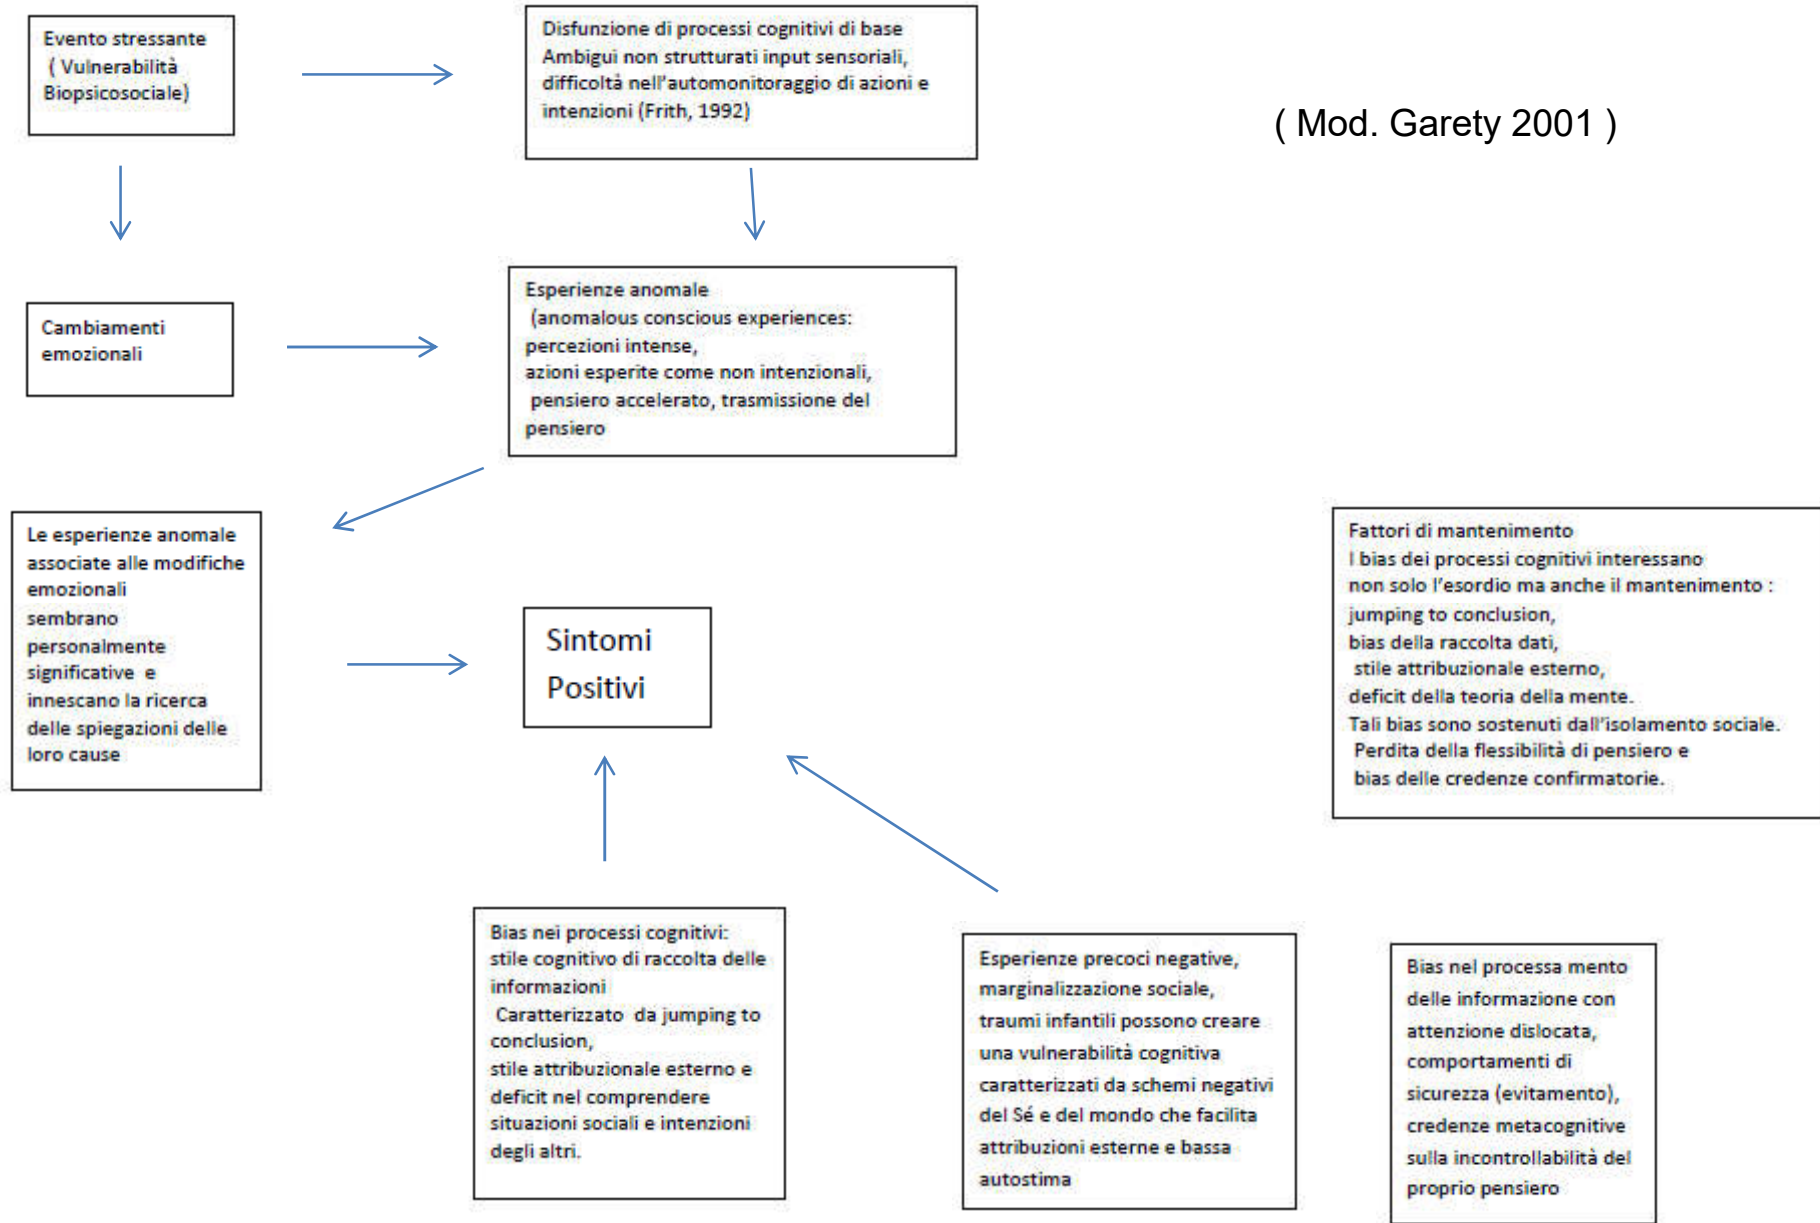 Evento stressante
( Vulnerabilità
Biopsicosociale)
Disfunzione di processi cognitivi di base
Ambigui non strutturati input sensoriali,
difficoltà nell'automonitoraggio di azioni e
intenzioni (Frith, 1992)
( Mod. Garety 2001 )
Cambiamenti
emozionali
Esperienze anomale
(anomalous conscious experiences:
percezioni intense,
azioni esperite come non intenzionali,
pensiero accelerato, trasmissione del
pensiero
Le esperienze anomale
associate alle modifiche
emozionali
sembrano
personalmente
significative e
innescano la ricerca
delle spiegazioni delle
loro cause
Sintomi
Positivi
Fattori di mantenimento
I bias dei processi cognitivi interessano
non solo l'esordio ma anche il mantenimento :
jumping to conclusion,
bias della raccolta dati,
stile attribuzionale esterno,
deficit della teoria della mente.
Tali bias sono sostenuti dall'isolamento sociale.
Perdita della flessibilità di pensiero e
bias delle credenze confirmatorie.
Bias nei processi cognitivi:
stile cognitivo di raccolta delle
informazioni
Caratterizzato da jumping to
conclusion,
stile attribuzionale esterno e
deficit nel comprendere
situazioni sociali e intenzioni
degli altri.
Esperienze precoci negative,
marginalizzazione sociale,
traumi infantili possono creare
una vulnerabilità cognitiva
caratterizzati da schemi negativi
del Sé e del mondo che facilita
attribuzioni esterne e bassa
autostima
Bias nel processa mento
delle informazione con
attenzione dislocata,
comportamenti di
sicurezza (evitamento),
credenze metacognitive
sulla incontrollabilità del
proprio pensiero